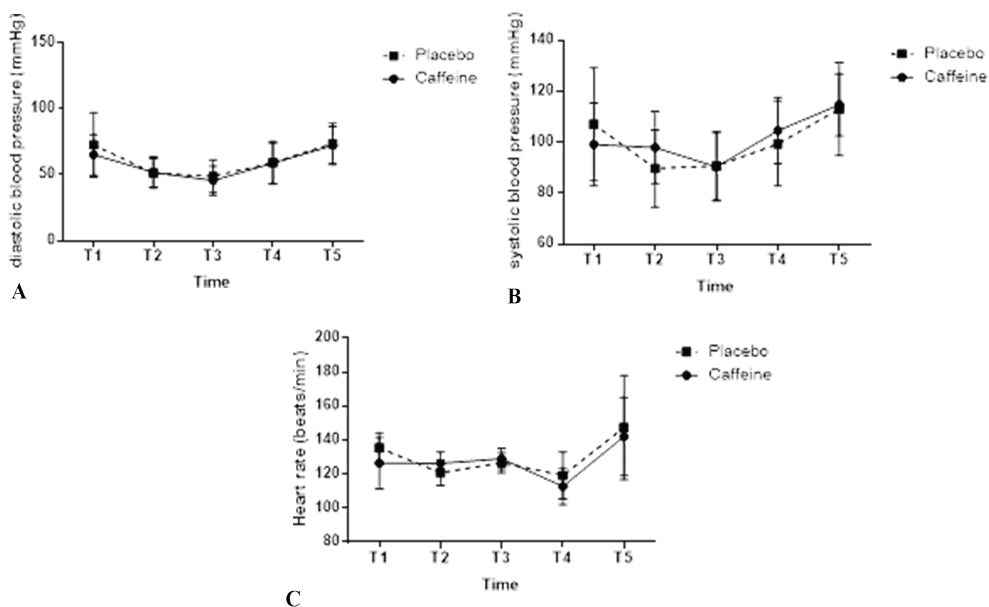 diastolic blood pressure (mmHg)
150
100
50
0
T1 T2 T3 T4 T5
Time
Placebo
Caffeine
A
systolic blood pressure (mmHg)
140
120
100
80
60
T1 T2 T3 T4 T5
Time
Placebo
Caffeine
B
Heart rate (beats/min)
200
180
160
140
120
100
80
T1 T2 T3 T4 T5
Time
Placebo
Caffeine
C